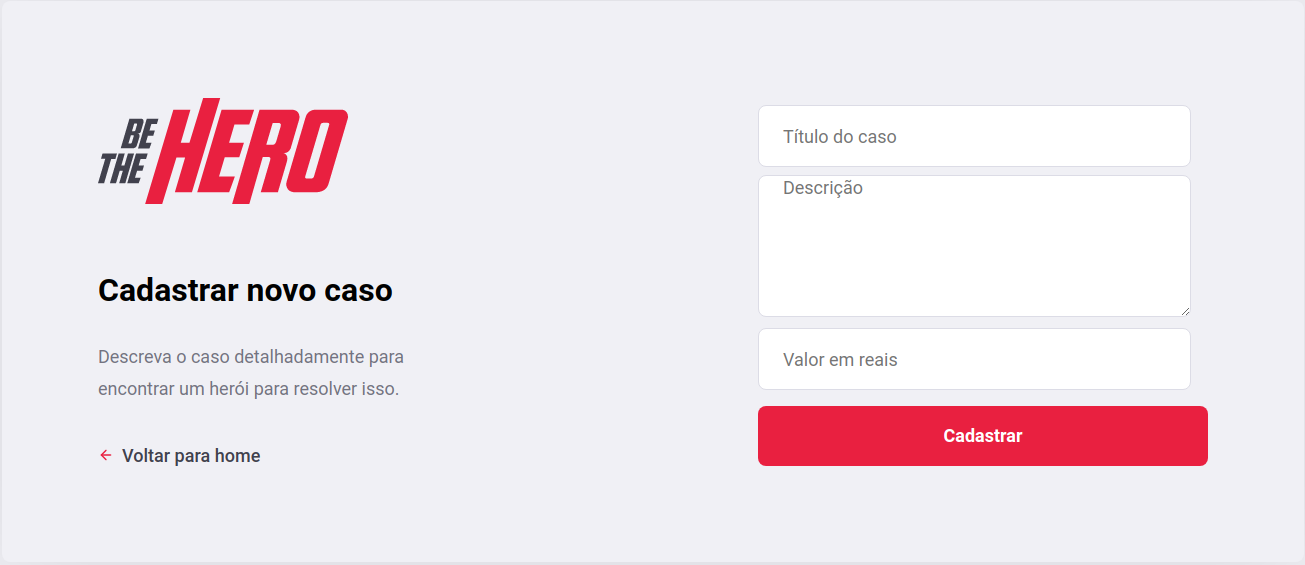 BE
THE HERO
Cadastrar novo caso
Descreva o caso detalhadamente para
encontrar um herói para resolver isso.
Voltar para home
Título do caso
Descrição
Valor em reais
Cadastrar